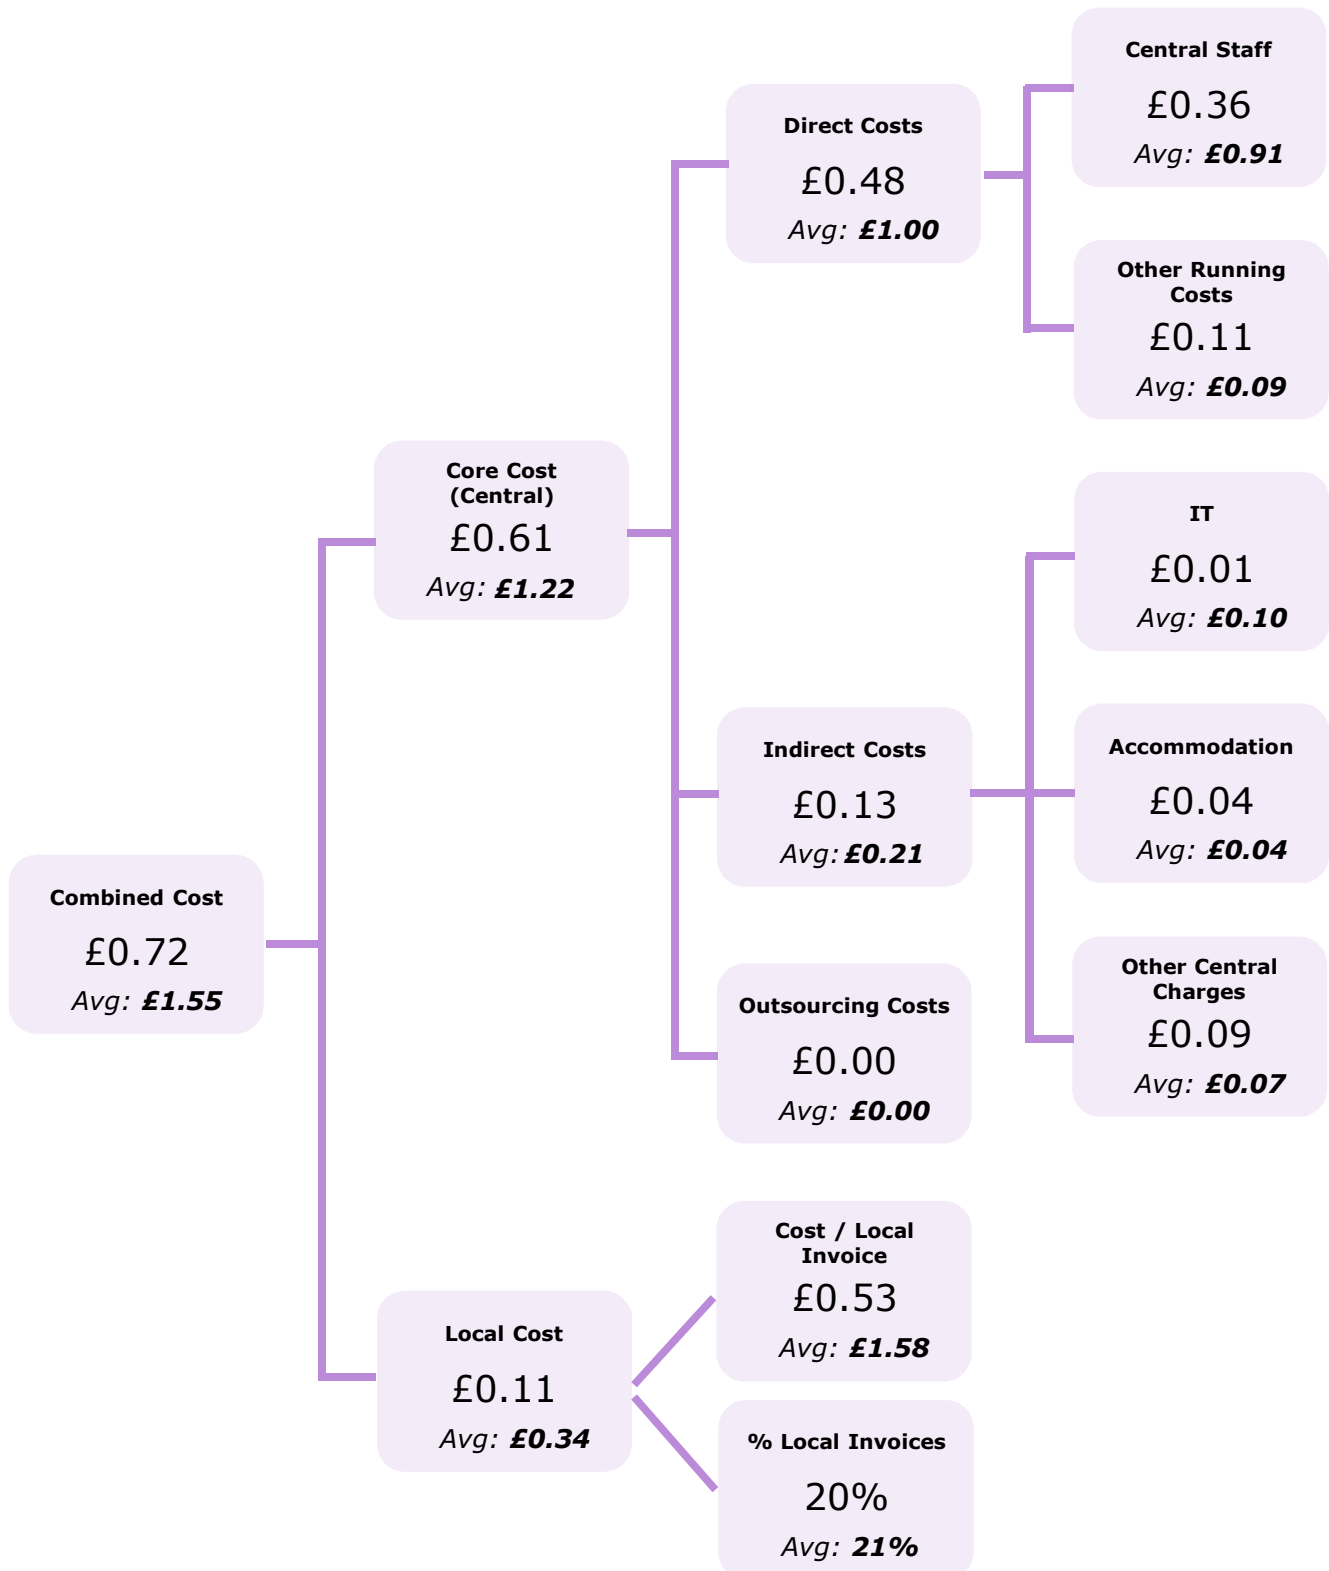 Central Staff
£0.36
Avg: £0.91
Direct Costs
£0.48
Avg: £1.00
Other Running
Costs
£0.11
Avg: £0.09
Core Cost
(Central)
£0.61
Avg: £1.22
IT
£0.01
Avg: £0.10
Indirect Costs
£0.13
Avg: £0.21
Accommodation
£0.04
Avg: £0.04
Combined Cost
£0.72
Avg: £1.55
Other Central
Charges
£0.09
Avg: £0.07
Outsourcing Costs
£0.00
Avg: £0.00
Cost / Local
Invoice
£0.53
Avg: £1.58
Local Cost
£0.11
Avg: £0.34
% Local Invoices
20%
Avg: 21%